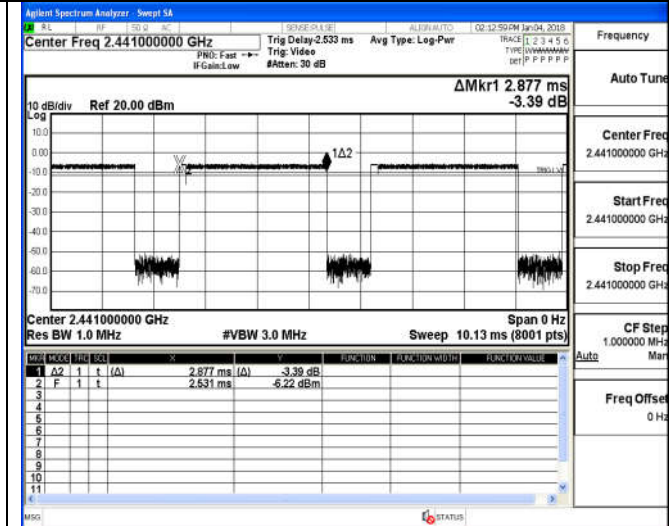 Agilent Spectrum Analyzer - Swept SA
RL RF 50 Ω AC SENSE:PULSE ALIGN AUTO 02:12:59 PM Jan 04, 2018
Center Freq 2.441000000 GHz
PNO: Fast
IFGain:Low
Trig Delay-2.533 ms
Trig: Video
#Atten: 30 dB
Avg Type: Log-Pwr
TRACE 1 2 3 4 5 6
TYPE
DET P P P P P P
ΔMkr1 2.877 ms
-3.39 dB
10 dB/div Ref 20.00 dBm
Log
10.0
0.00
-10.0
-20.0
-30.0
-40.0
-50.0
-60.0
-70.0
1Δ2
2
TRIG LVL
Center 2.441000000 GHz Span 0 Hz
Res BW 1.0 MHz #VBW 3.0 MHz Sweep 10.13 ms (8001 pts)
MKR MODE TRC SCL X Y FUNCTION FUNCTION WIDTH FUNCTION VALUE
1 Δ2 1 t (Δ) 2.877 ms (Δ) -3.39 dB
2 F 1 t 2.531 ms -6.22 dBm
3
4
5
6
7
8
9
10
11
MSG STATUS
Frequency
Auto Tune
Center Freq
2.441000000 GHz
Start Freq
2.441000000 GHz
Stop Freq
2.441000000 GHz
CF Step
1.000000 MHz
Auto Man
Freq Offset
0 Hz